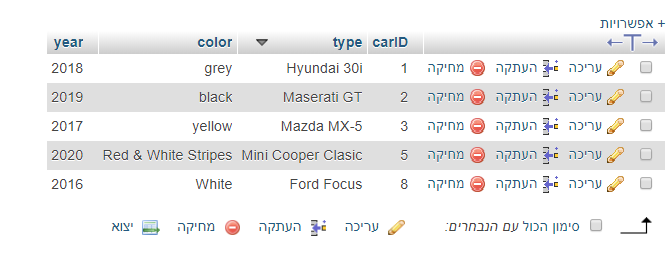 + אפשרויות
carID type color year
עריכה העתקה מחיקה 1 Hyundai 30i grey 2018
עריכה העתקה מחיקה 2 Maserati GT black 2019
עריכה העתקה מחיקה 3 Mazda MX-5 yellow 2017
עריכה העתקה מחיקה 5 Mini Cooper Clasic Red & White Stripes 2020
עריכה העתקה מחיקה 8 Ford Focus White 2016
סימון הכול עם הנבחרים: עריכה העתקה מחיקה יצוא